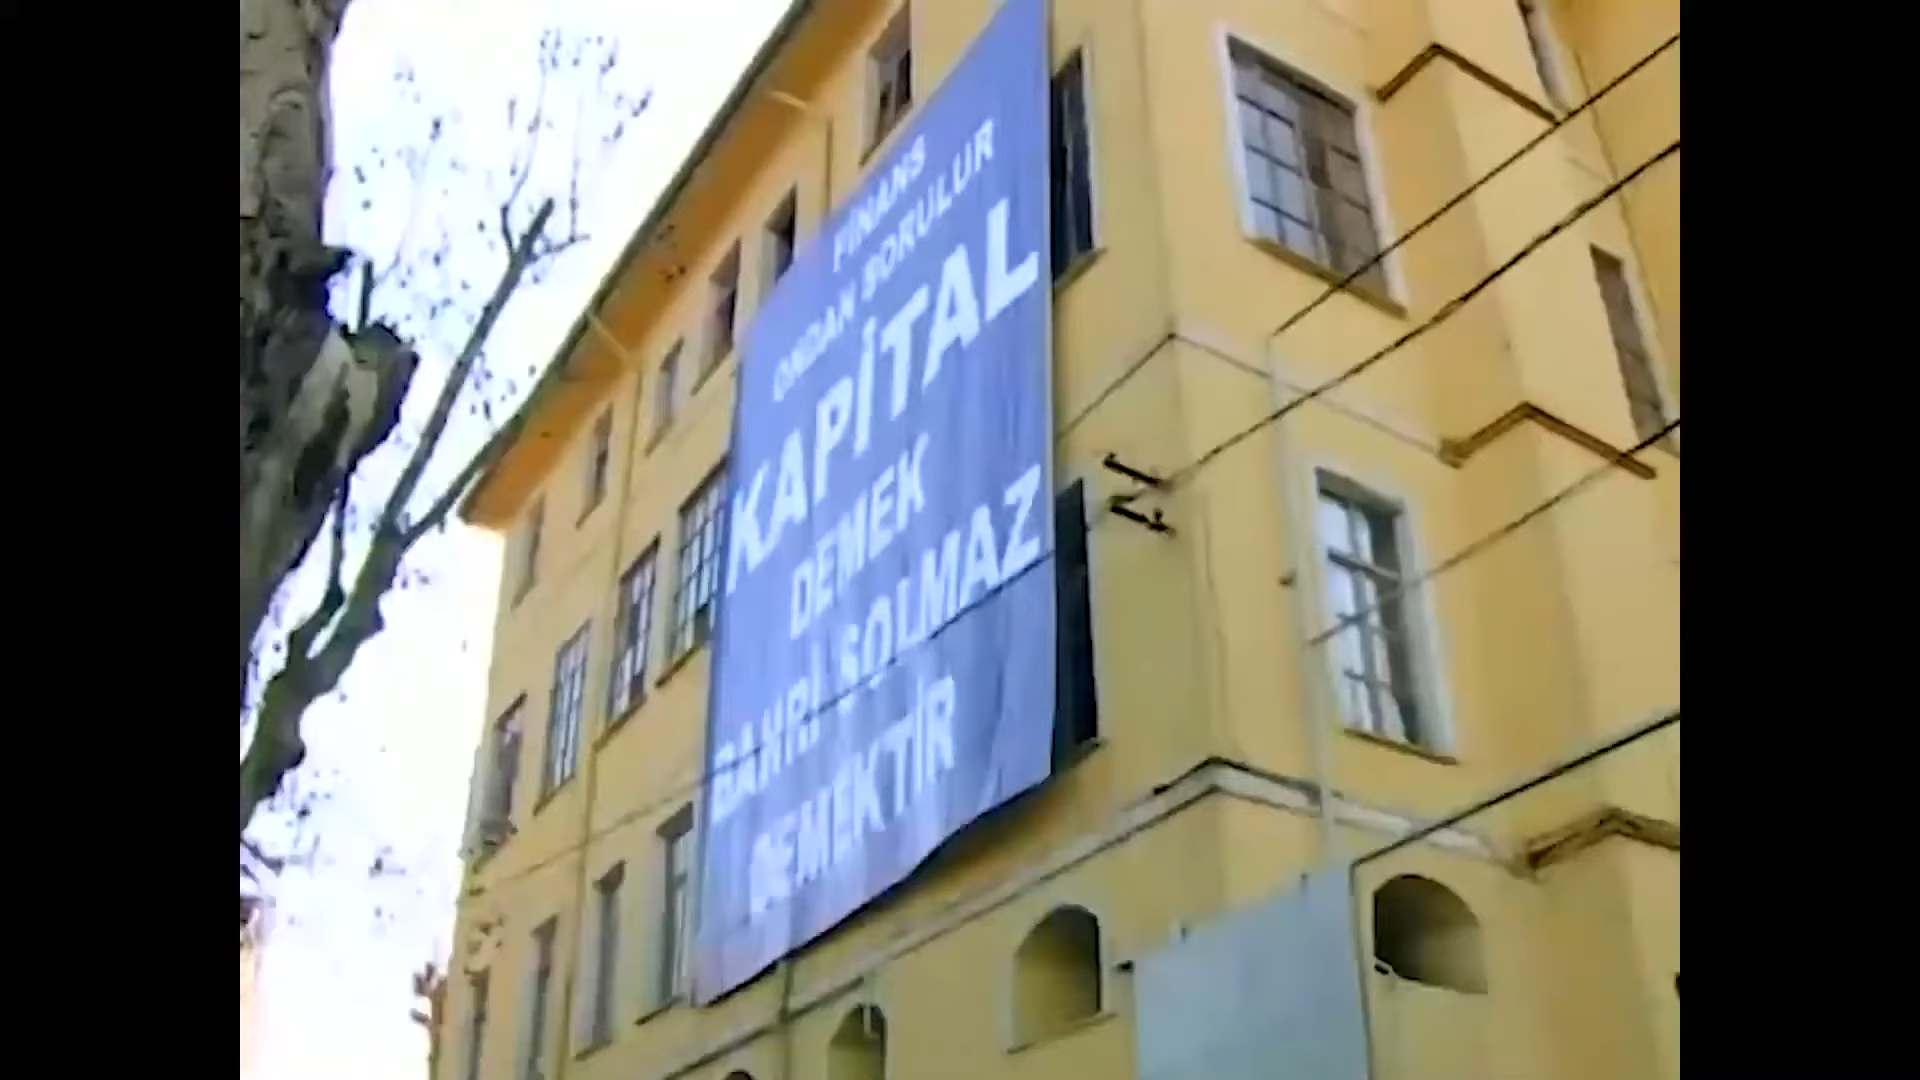 FİNANS
ONDAN SORULUR
KAPİTAL
DEMEK
BAHRİ SOLMAZ
DEMEKTİR